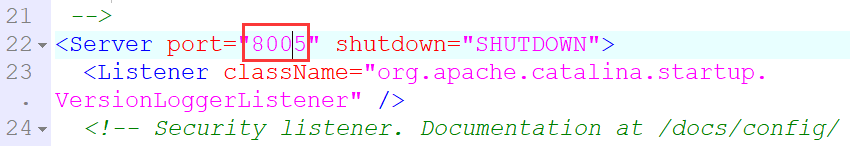 21 -->
22 <Server port="8005" shutdown="SHUTDOWN">
23 <Listener className="org.apache.catalina.startup.
. VersionLoggerListener" />
24 <!-- Security listener. Documentation at /docs/config/